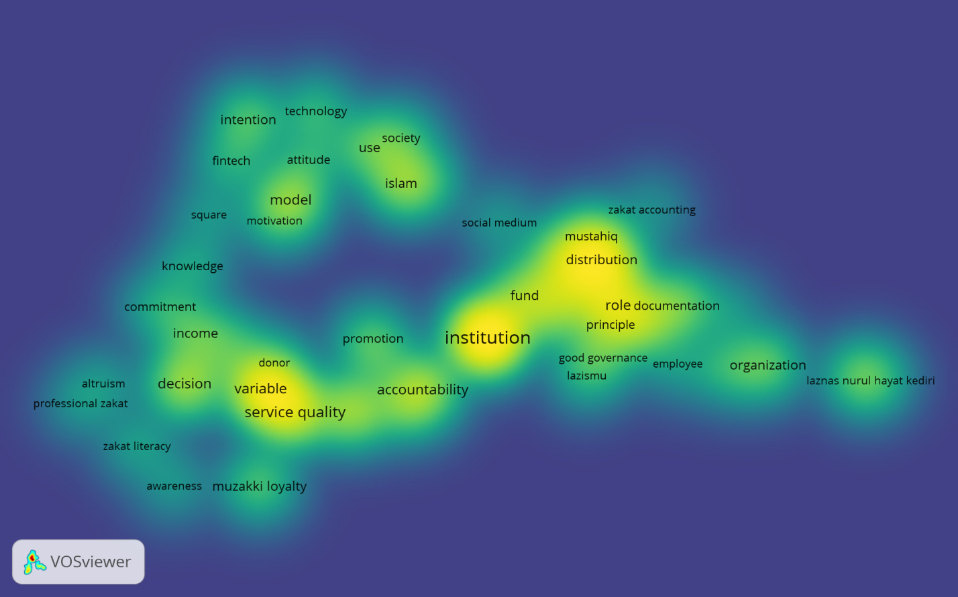 technology
intention
society
use
fintech
attitude
islam
model
zakat accounting
square
motivation
social medium
mustahiq
distribution
knowledge
fund
commitment
role
documentation
principle
income
promotion
institution
good governance
donor
employee
organization
lazismu
laznas nurul hayat kediri
altruism
decision
variable
accountability
professional zakat
service quality
zakat literacy
awareness
muzakki loyalty
VOSviewer